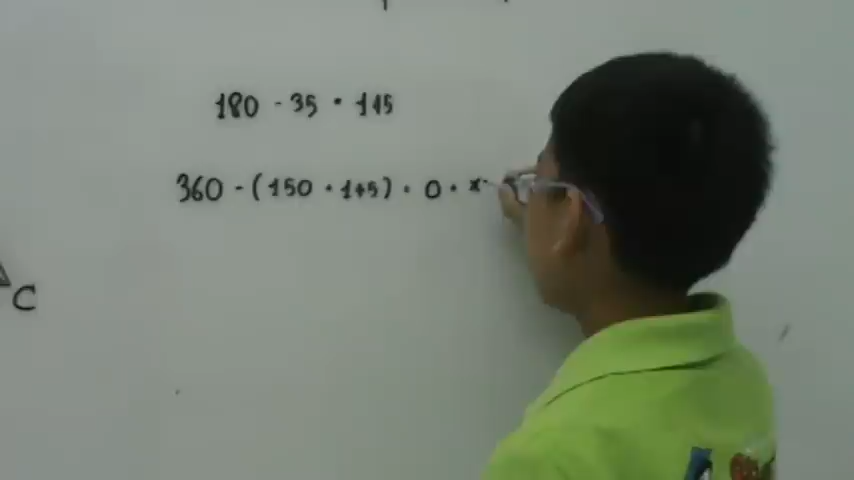 180 - 35 = 145
360 - (150 + 145) = 0 = x
C